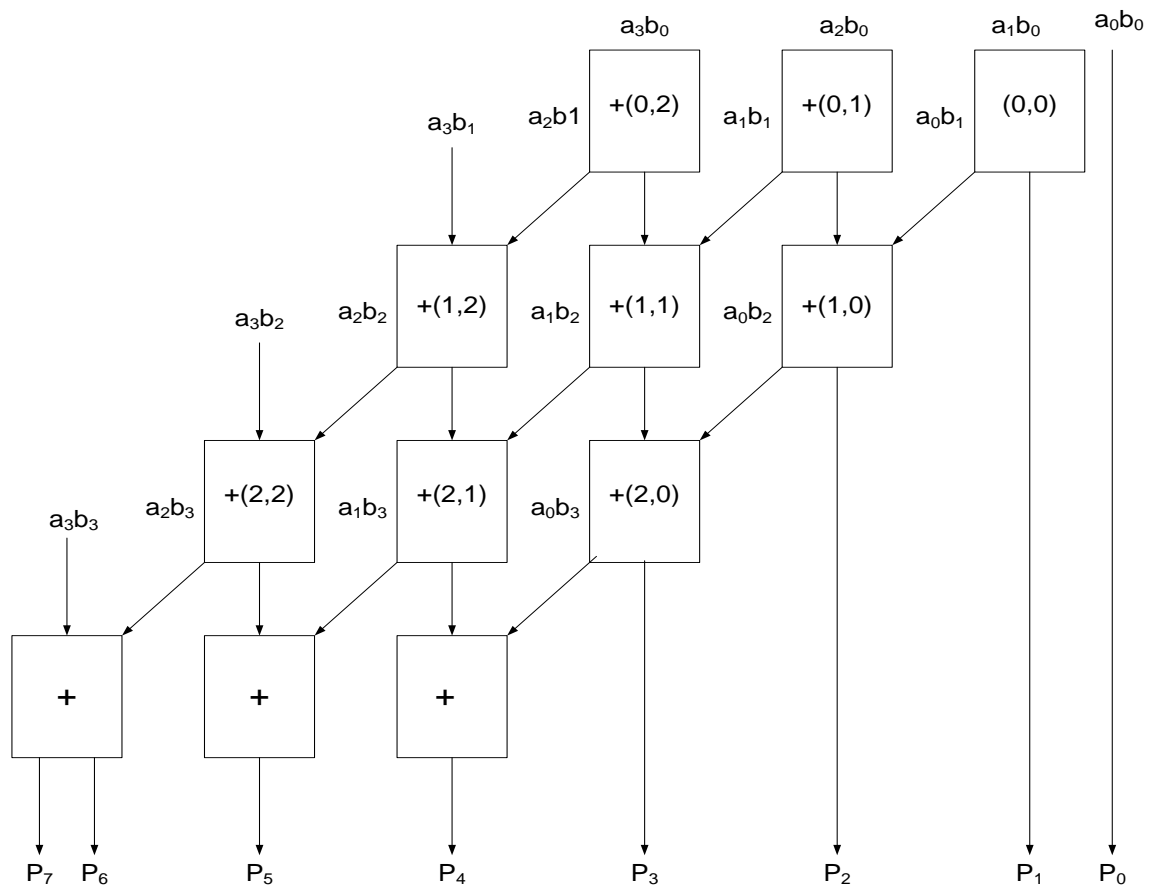 a₃b₀ a₂b₀ a₁b₀ a₀b₀
a₃b₁ a₂b1 +(0,2) a₁b₁ +(0,1) a₀b₁ (0,0)
a₃b₂ a₂b₂ +(1,2) a₁b₂ +(1,1) a₀b₂ +(1,0)
a₃b₃ a₂b₃ +(2,2) a₁b₃ +(2,1) a₀b₃ +(2,0)
+ + +
P₇ P₆ P₅ P₄ P₃ P₂ P₁ P₀